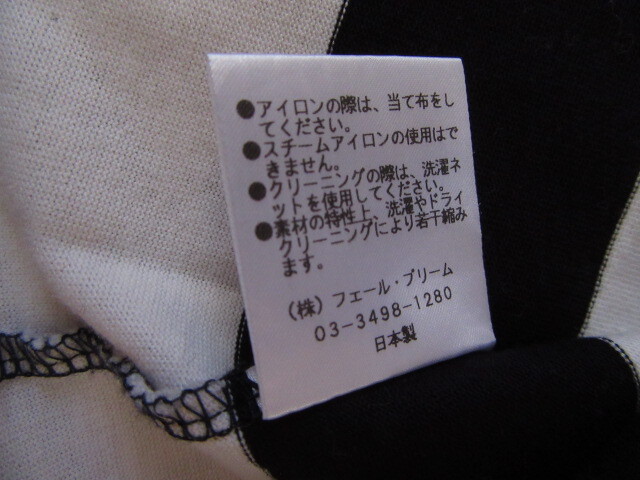 ●アイロンの際は、当て布をし
てください。
●スチームアイロンの使用はで
きません。
●クリーニングの際は、洗濯ネ
ットを使用してください。
●素材の特性上、洗濯やドライ
クリーニングにより若干縮み
ます。
(株)フェール・ブリーム
03-3498-1280
日本製